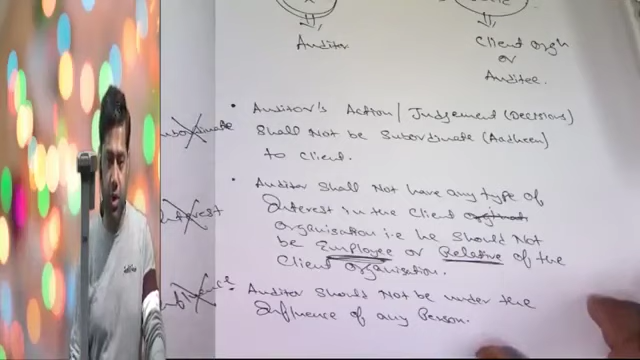 Auditor
Client orgn
or
Auditee.
• Auditor's Action / Judgement (Decisions)
Shall Not be Subordinate (Aadheen)
to Client.
• Auditor Shall Not have any type of
Interest in the Client
organisation i.e he Should Not
be Employee or Relative of the
Client Organisation.
• Auditor Should Not be under the
Influence of any Person.